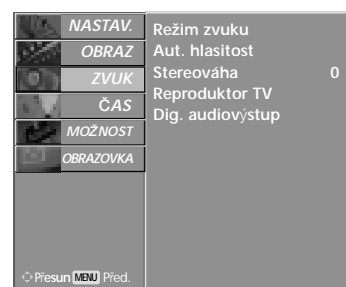 NASTAV.
OBRAZ
ZVUK
ČAS
MOŽNOST
OBRAZOVKA
Přesun MENU Před.
Režim zvuku
Aut. hlasitost
Stereováha 0
Reproduktor TV
Dig. audiovýstup